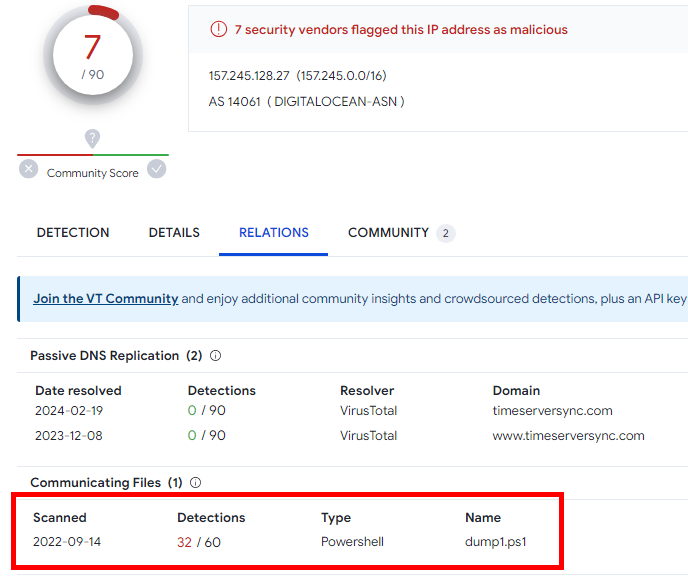 7
/ 90
7 security vendors flagged this IP address as malicious
157.245.128.27 (157.245.0.0/16)
AS 14061 ( DIGITALOCEAN-ASN )
?
Community Score
DETECTION DETAILS RELATIONS COMMUNITY 2
Join the VT Community and enjoy additional community insights and crowdsourced detections, plus an API key
Passive DNS Replication (2)
Date resolved Detections Resolver Domain
2024-02-19 0 / 90 VirusTotal timeserversync.com
2023-12-08 0 / 90 VirusTotal www.timeserversync.com
Communicating Files (1)
Scanned Detections Type Name
2022-09-14 32 / 60 Powershell dump1.ps1